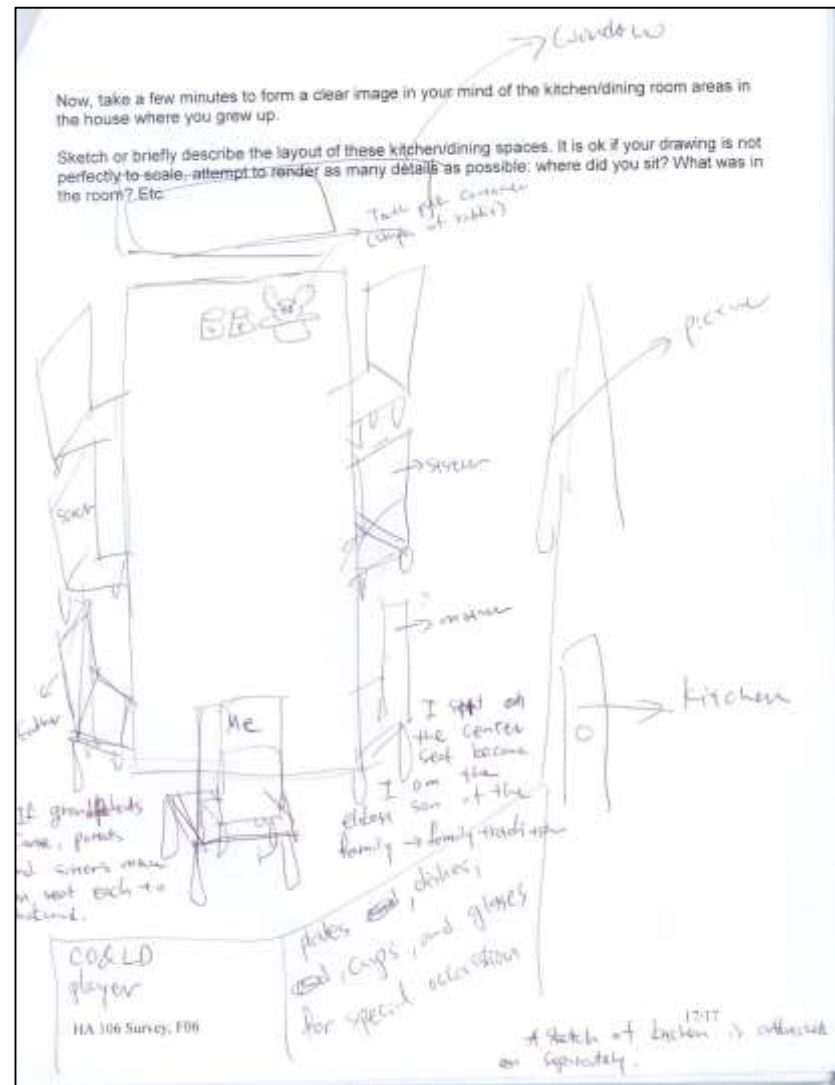 window
Now, take a few minutes to form a clear image in your mind of the kitchen/dining room areas in
the house where you grew up.
Sketch or briefly describe the layout of these kitchen/dining spaces. It is ok if your drawing is not
perfectly to scale, attempt to render as many details as possible: where did you sit? What was in
the room? Etc
Tooth pick container
(shape of rabbit)
picture
sister
mother
kitchen
father
Me
I on
the center
seat because
I am the
eldest son of the
family → family tradition
If grandparents
parents
and sisters move
seat each to
CD&LD
player
plates, dishes,
cups, and glasses
for special occasion
HA 106 Survey, F06
17/17
A sketch of kitchen is attached
on separately.